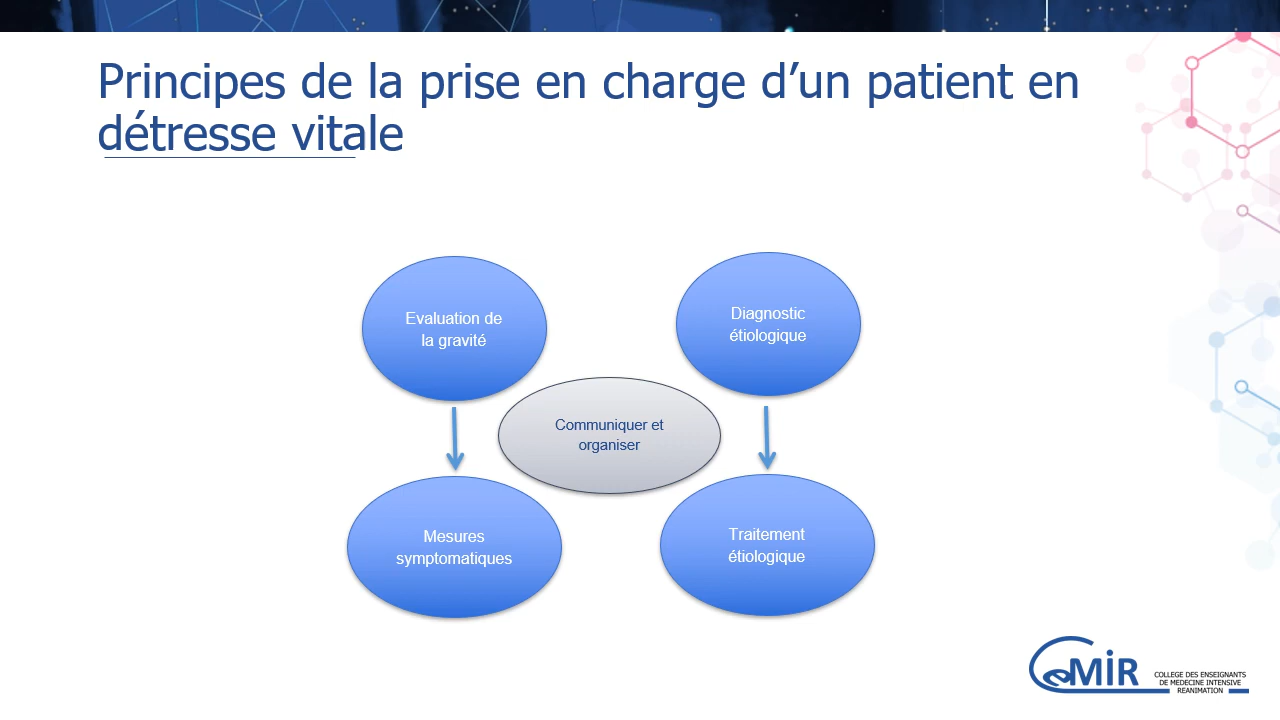 Principes de la prise en charge d’un patient en
détresse vitale
Evaluation de
la gravité
Diagnostic
étiologique
Communiquer et
organiser
Mesures
symptomatiques
Traitement
étiologique
CeMIR
COLLEGE DES ENSEIGNANTS
DE MEDECINE INTENSIVE
REANIMATION